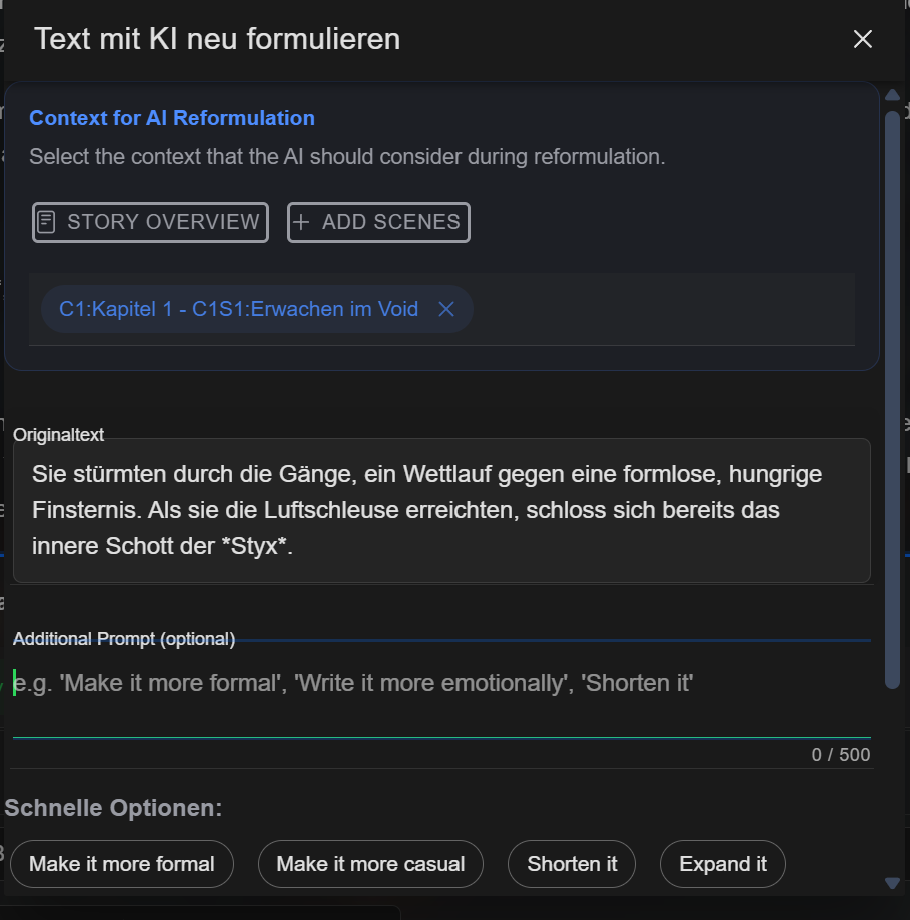 Text mit KI neu formulieren
Context for AI Reformulation
Select the context that the AI should consider during reformulation.
STORY OVERVIEW
ADD SCENES
C1:Kapitel 1 - C1S1:Erwachen im Void
Originaltext
Sie stürmten durch die Gänge, ein Wettlauf gegen eine formlose, hungrige
Finsternis. Als sie die Luftschleuse erreichten, schloss sich bereits das
innere Schott der *Styx*.
Additional Prompt (optional)
e.g. 'Make it more formal', 'Write it more emotionally', 'Shorten it'
0 / 500
Schnelle Optionen:
Make it more formal
Make it more casual
Shorten it
Expand it